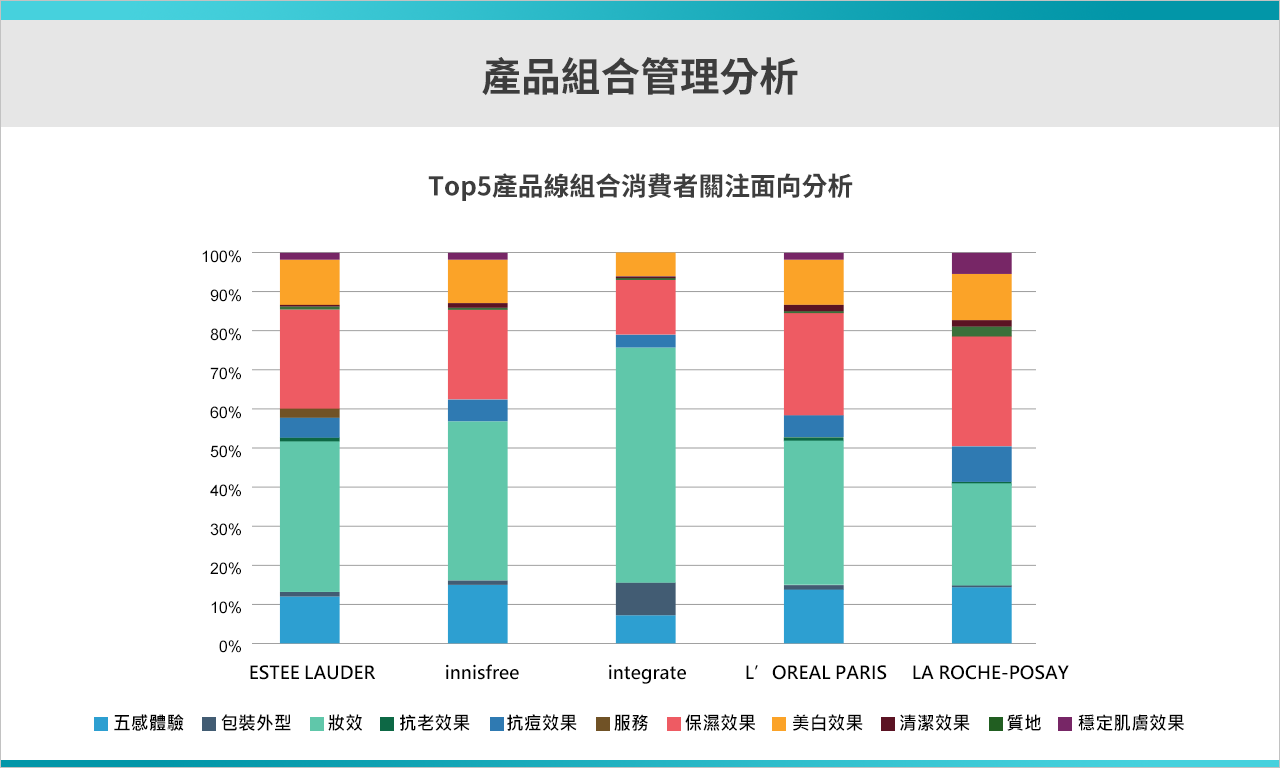 產品組合管理分析
Top5產品線組合消費者關注面向分析
100%
90%
80%
70%
60%
50%
40%
30%
20%
10%
0%
ESTEE LAUDER innisfree integrate L’OREAL PARIS LA ROCHE-POSAY
五感體驗 包裝外型 妝效 抗老效果 抗痘效果 服務 保濕效果 美白效果 清潔效果 質地 穩定肌膚效果